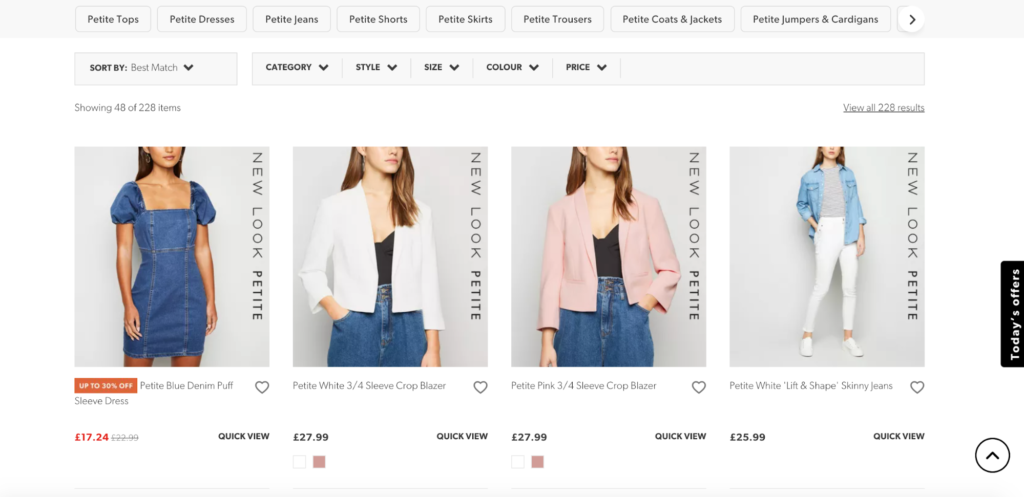 Petite Tops
Petite Dresses
Petite Jeans
Petite Shorts
Petite Skirts
Petite Trousers
Petite Coats & Jackets
Petite Jumpers & Cardigans
SORT BY: Best Match
CATEGORY
STYLE
SIZE
COLOUR
PRICE
Showing 48 of 228 items
View all 228 results
NEW LOOK PETITE
NEW LOOK PETITE
NEW LOOK PETITE
NEW LOOK PETITE
Today's offers
UP TO 30% OFF Petite Blue Denim Puff
Sleeve Dress
£17.24 £22.99
QUICK VIEW
Petite White 3/4 Sleeve Crop Blazer
£27.99
QUICK VIEW
Petite Pink 3/4 Sleeve Crop Blazer
£27.99
QUICK VIEW
Petite White 'Lift & Shape' Skinny Jeans
£25.99
QUICK VIEW